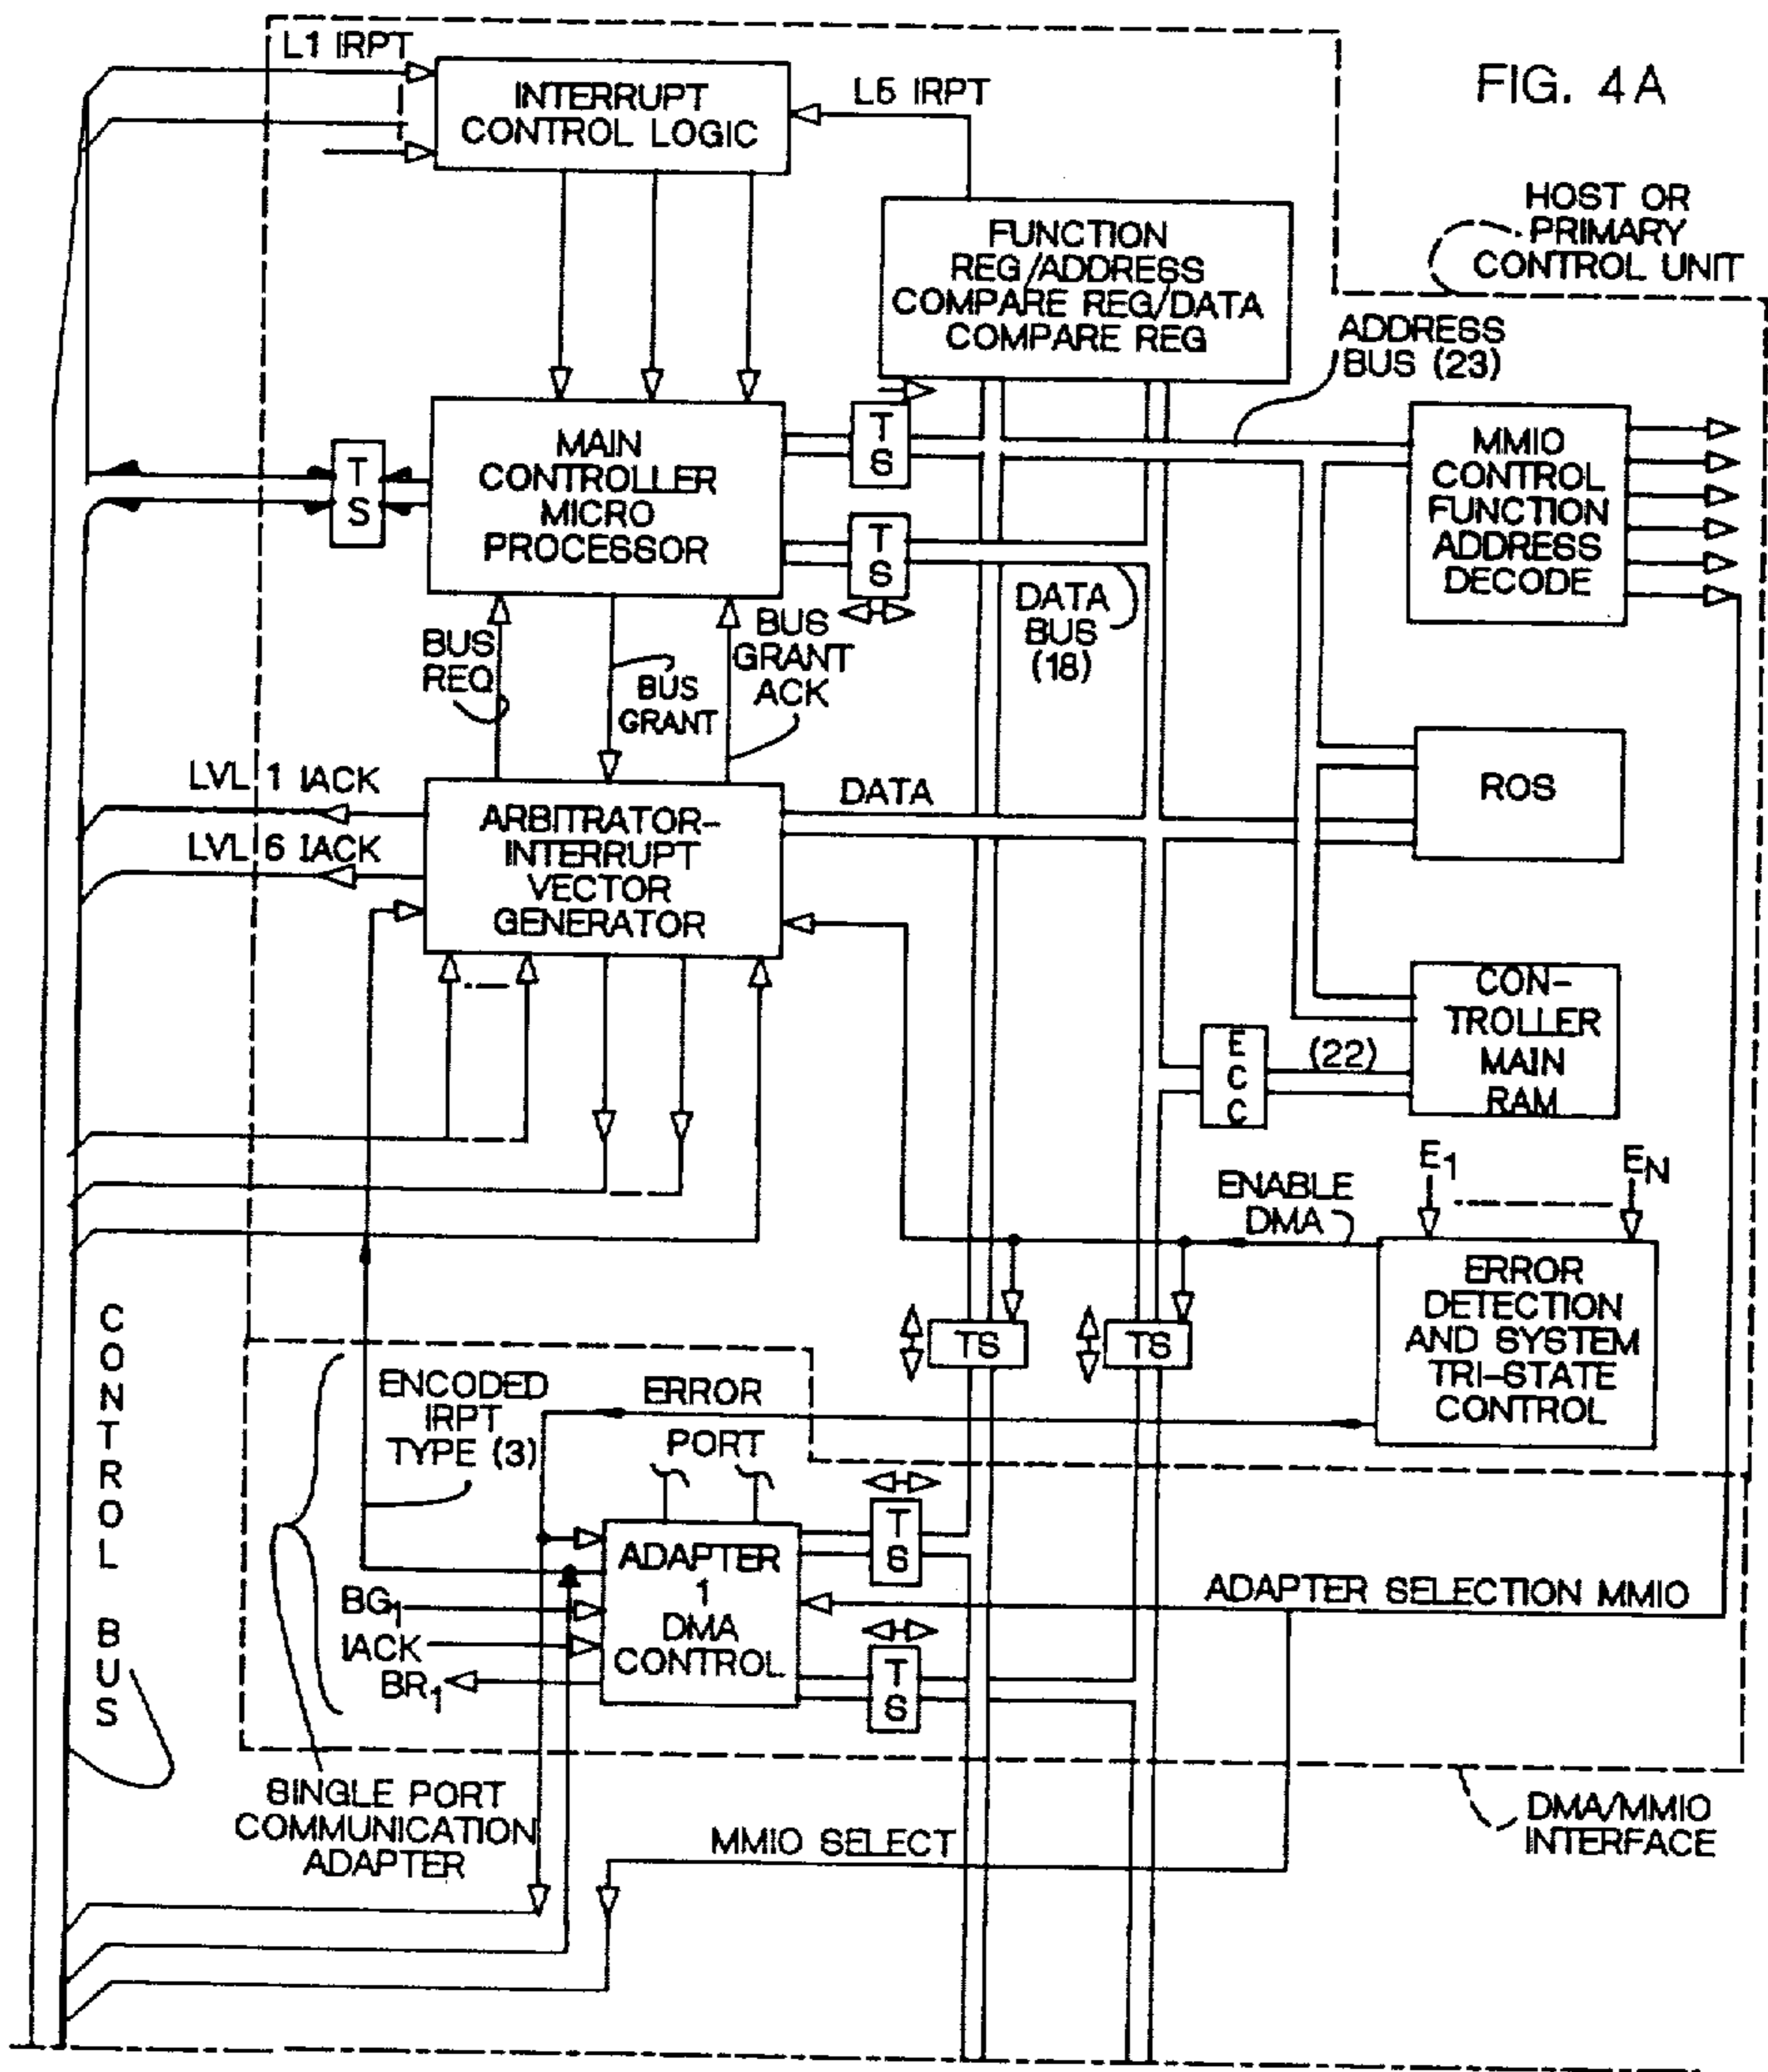 FIG. 4A
L1 IRPT
INTERRUPT
CONTROL LOGIC
L5 IRPT
HOST OR
PRIMARY
CONTROL UNIT
FUNCTION
REG/ADDRESS
COMPARE REG/DATA
COMPARE REG
ADDRESS
BUS (23)
MAIN
CONTROLLER
MICRO
PROCESSOR
T
S
T
S
T
S
MMIO
CONTROL
FUNCTION
ADDRESS
DECODE
DATA
BUS
(18)
BUS
REQ
BUS
GRANT
BUS
GRANT
ACK
LVL 1 IACK
LVL 6 IACK
ARBITRATOR-
INTERRUPT
VECTOR
GENERATOR
DATA
ROS
CON-
TROLLER
MAIN
RAM
E
C
C
(22)
E1
EN
ENABLE
DMA
ERROR
DETECTION
AND SYSTEM
TRI-STATE
CONTROL
TS
TS
CONTROL BUS
ENCODED
IRPT
TYPE (3)
ERROR
PORT
ADAPTER
1
DMA
CONTROL
T
S
T
S
BG1
IACK
BR1
ADAPTER SELECTION MMIO
SINGLE PORT
COMMUNICATION
ADAPTER
MMIO SELECT
DMA/MMIO
INTERFACE